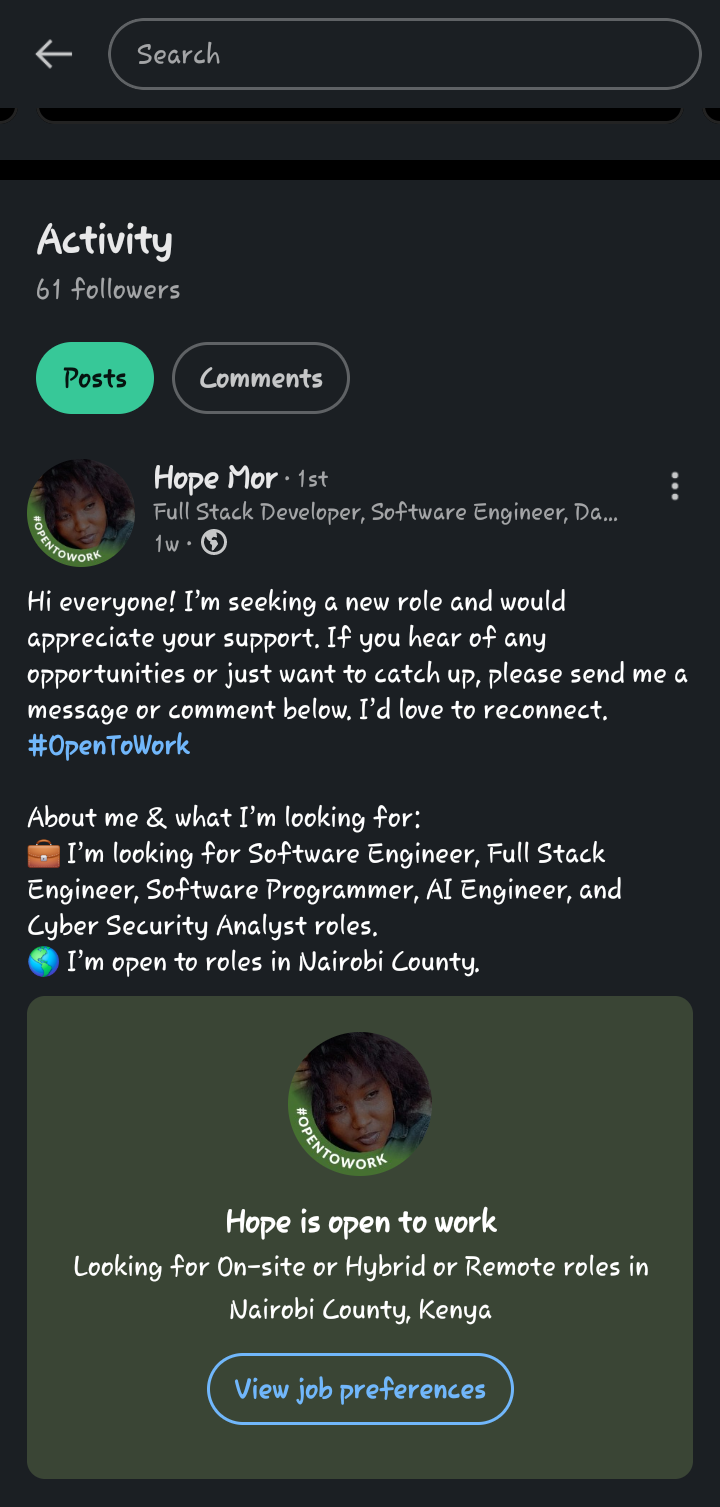 Search
Activity
61 followers
Posts
Comments
Hope Mor · 1st
Full Stack Developer, Software Engineer, Da...
1w ·
#OPENTOWORK
Hi everyone! I'm seeking a new role and would
appreciate your support. If you hear of any
opportunities or just want to catch up, please send me a
message or comment below. I'd love to reconnect.
#OpenToWork
About me & what I'm looking for:
💼 I'm looking for Software Engineer, Full Stack
Engineer, Software Programmer, AI Engineer, and
Cyber Security Analyst roles.
🌎 I'm open to roles in Nairobi County.
#OPENTOWORK
Hope is open to work
Looking for On-site or Hybrid or Remote roles in
Nairobi County, Kenya
View job preferences